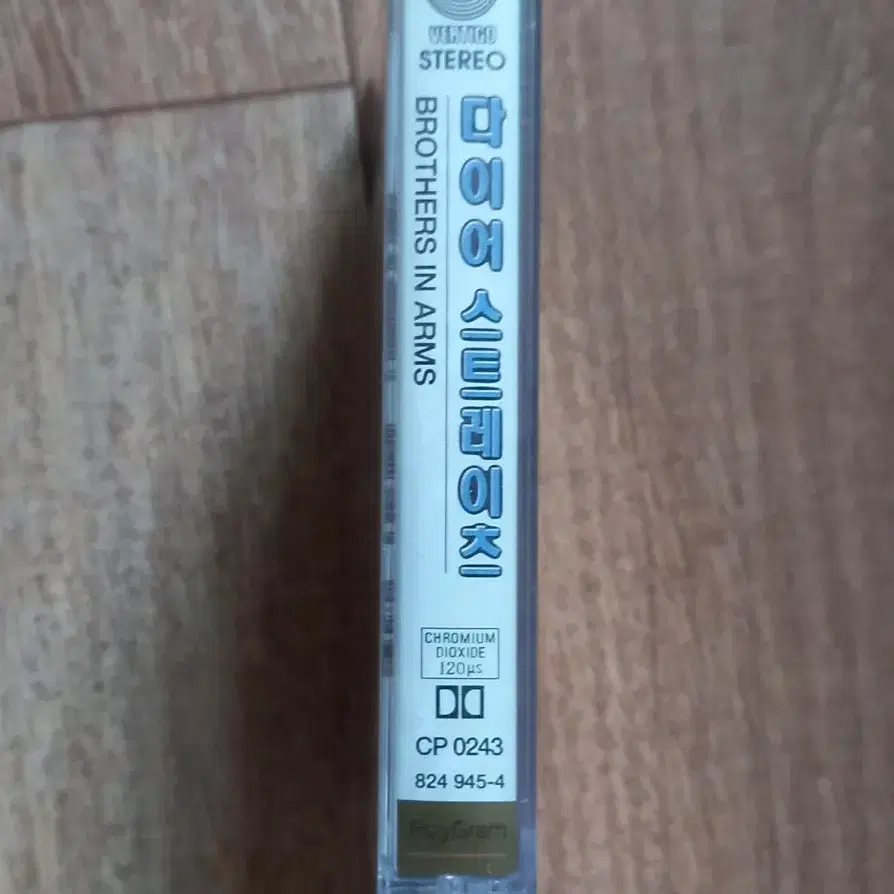 VERTIGO
STEREO
다이어 스트레이츠
BROTHERS IN ARMS
CHROMIUM
DIOXIDE
120µs
CP 0243
824 945-4
PolyGram